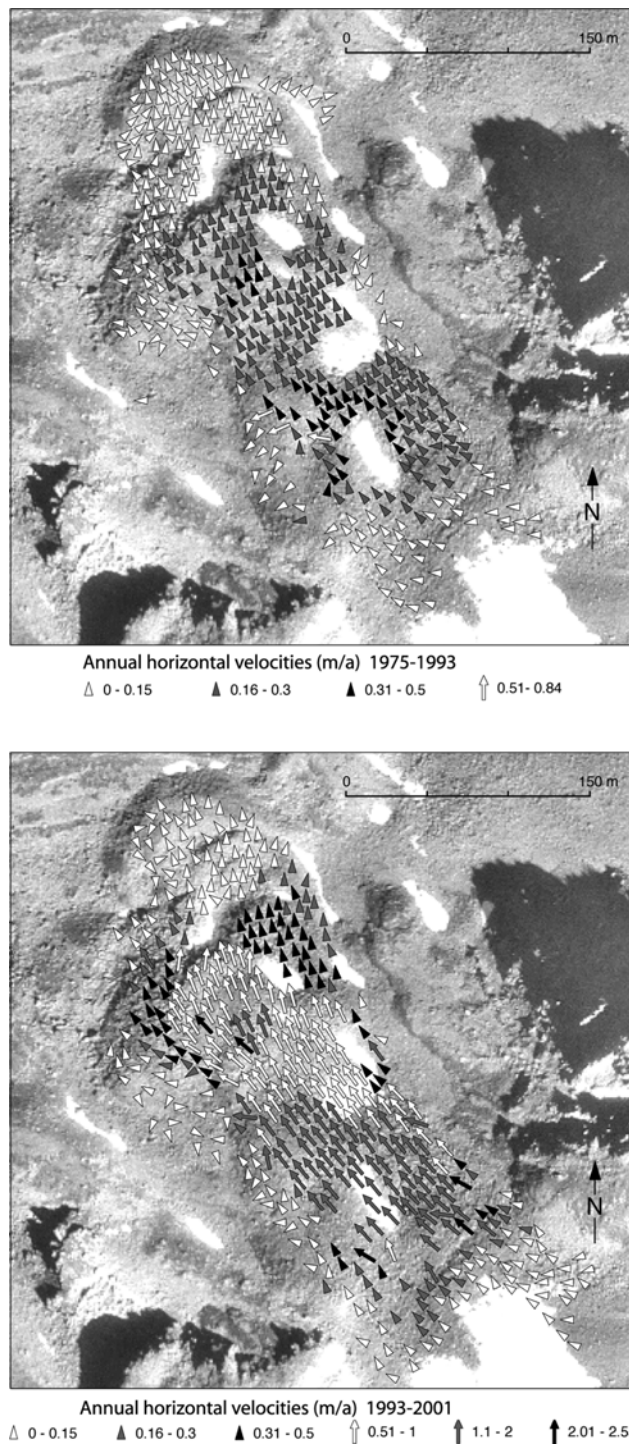 0 150 m
N
Annual horizontal velocities (m/a) 1975-1993
0 - 0.15 0.16 - 0.3 0.31 - 0.5 0.51- 0.84
0 150 m
N
Annual horizontal velocities (m/a) 1993-2001
0 - 0.15 0.16 - 0.3 0.31 - 0.5 0.51 - 1 1.1 - 2 2.01 - 2.5